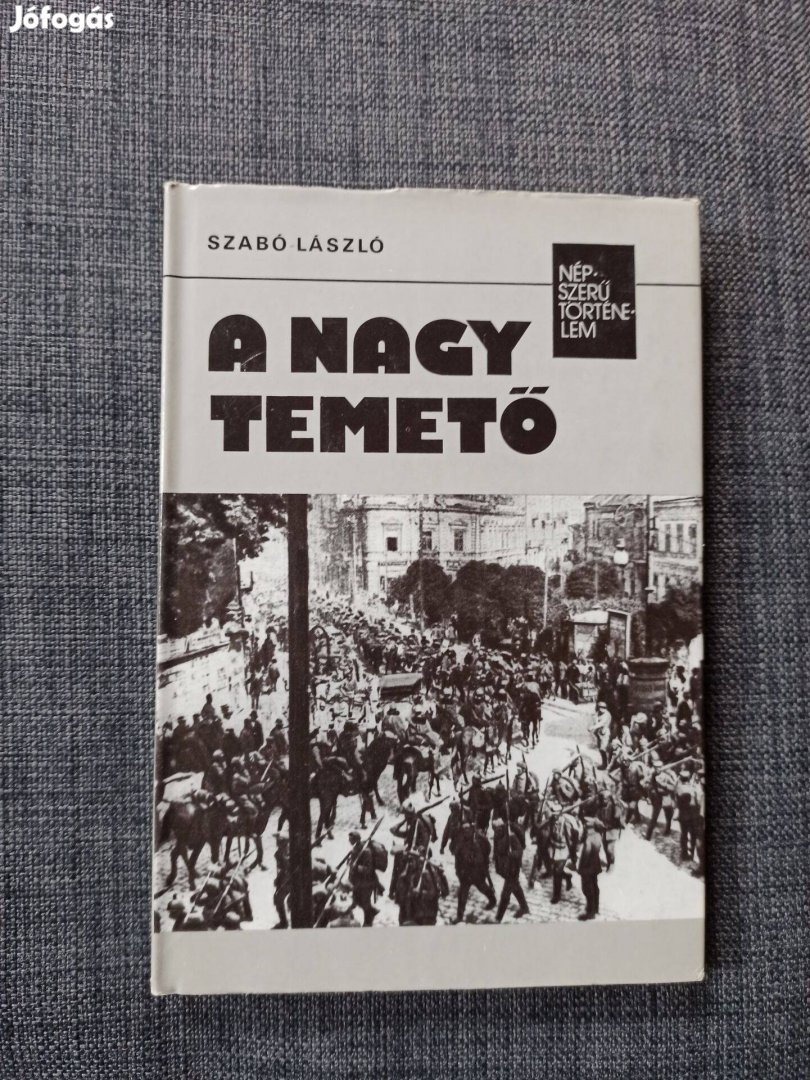 Jófogás
SZABÓ LÁSZLÓ
NÉP-
SZERŰ
TÖRTÉNE-
LEM
A NAGY
TEMETŐ